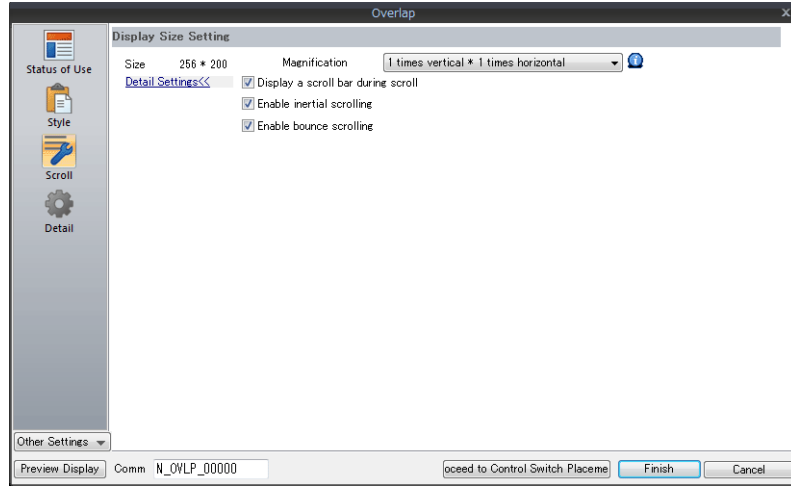 Overlap
Status of Use
Style
Scroll
Detail
Other Settings
Display Size Setting
Size 256 * 200 Magnification 1 times vertical * 1 times horizontal
Detail Settings<< Display a scroll bar during scroll
Enable inertial scrolling
Enable bounce scrolling
Preview Display Comm N_OVLP_00000 oceed to Control Switch Placeme Finish Cancel